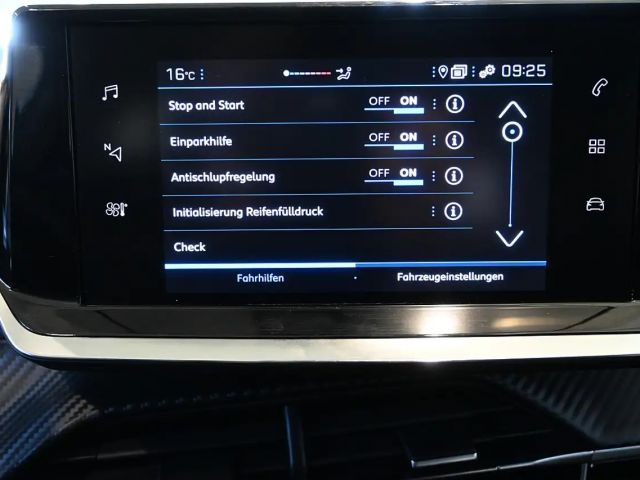 16°C 09:25
Stop and Start OFF ON
Einparkhilfe OFF ON
Antischlupfregelung OFF ON
Initialisierung Reifenfülldruck
Check
Fahrhilfen Fahrzeugeinstellungen
N